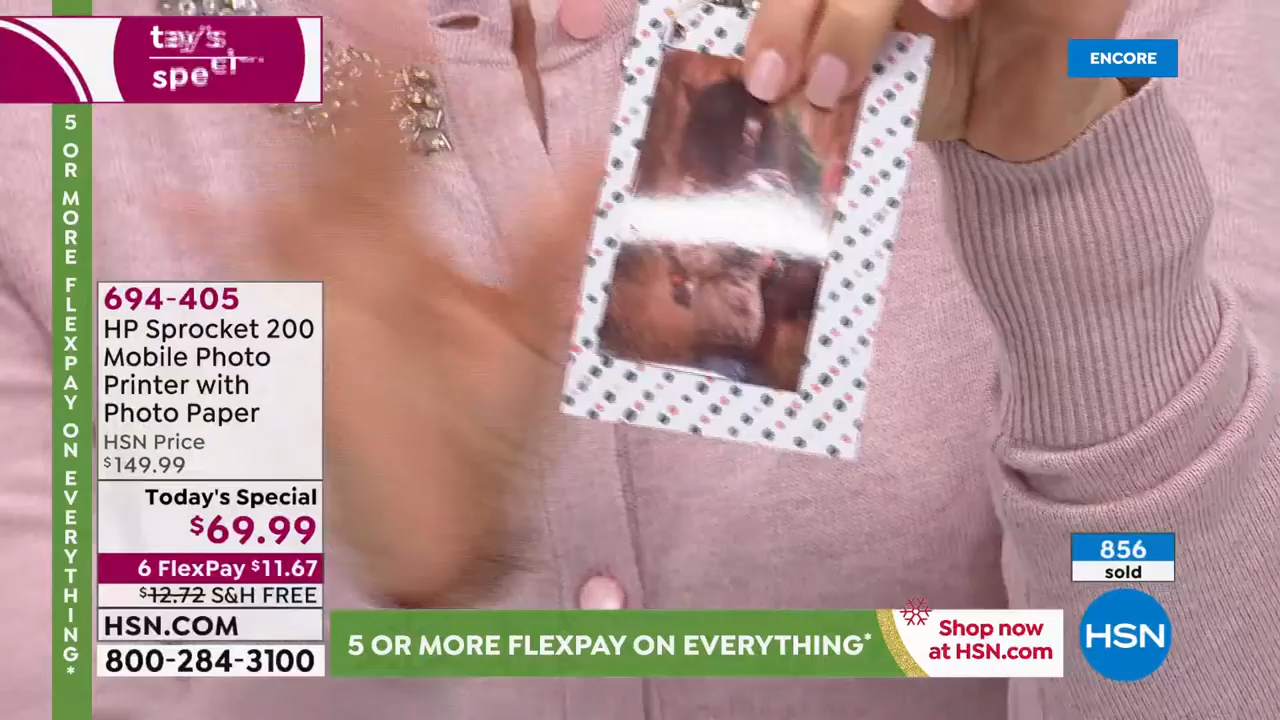 ENCORE
5 OR MORE FLEXPAY ON EVERYTHING*
694-405
HP Sprocket 200
Mobile Photo
Printer with
Photo Paper
HSN Price
$149.99
Today's Special
$69.99
6 FlexPay $11.67
$12.72 S&H FREE
HSN.COM
800-284-3100
5 OR MORE FLEXPAY ON EVERYTHING*
Shop now
at HSN.com
856
sold
HSN